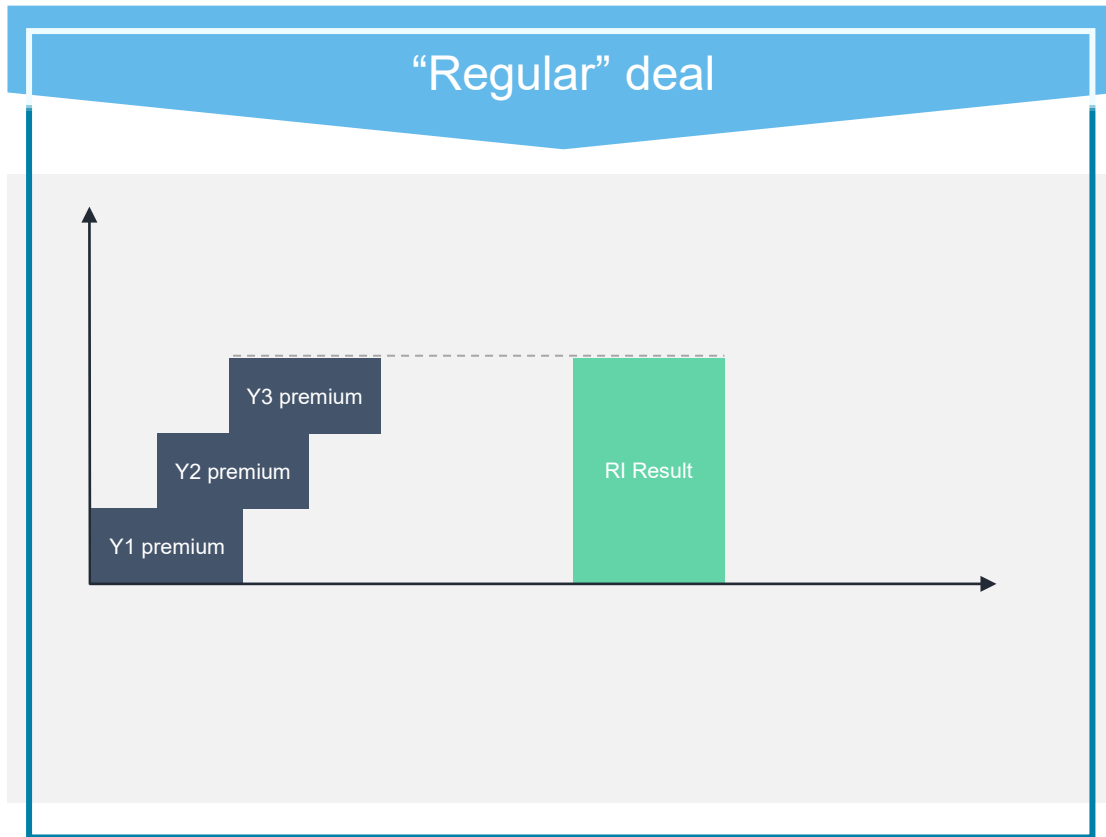 “Regular” deal
Y3 premium
Y2 premium
RI Result
Y1 premium